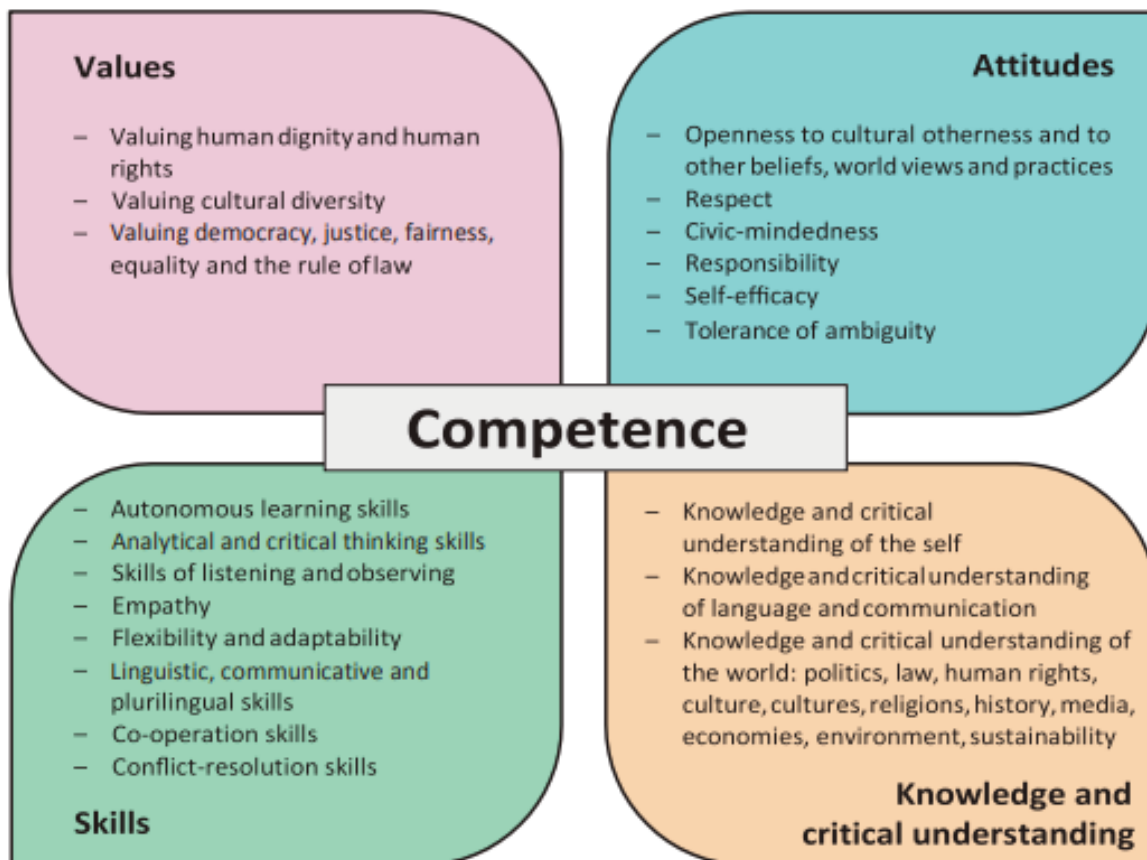 Values
– Valuing human dignity and human
rights
– Valuing cultural diversity
– Valuing democracy, justice, fairness,
equality and the rule of law
Attitudes
– Openness to cultural otherness and to
other beliefs, world views and practices
– Respect
– Civic-mindedness
– Responsibility
– Self-efficacy
– Tolerance of ambiguity
Competence
– Autonomous learning skills
– Analytical and critical thinking skills
– Skills of listening and observing
– Empathy
– Flexibility and adaptability
– Linguistic, communicative and
plurilingual skills
– Co-operation skills
– Conflict-resolution skills
Skills
– Knowledge and critical
understanding of the self
– Knowledge and critical understanding
of language and communication
– Knowledge and critical understanding of
the world: politics, law, human rights,
culture, cultures, religions, history, media,
economies, environment, sustainability
Knowledge and
critical understanding